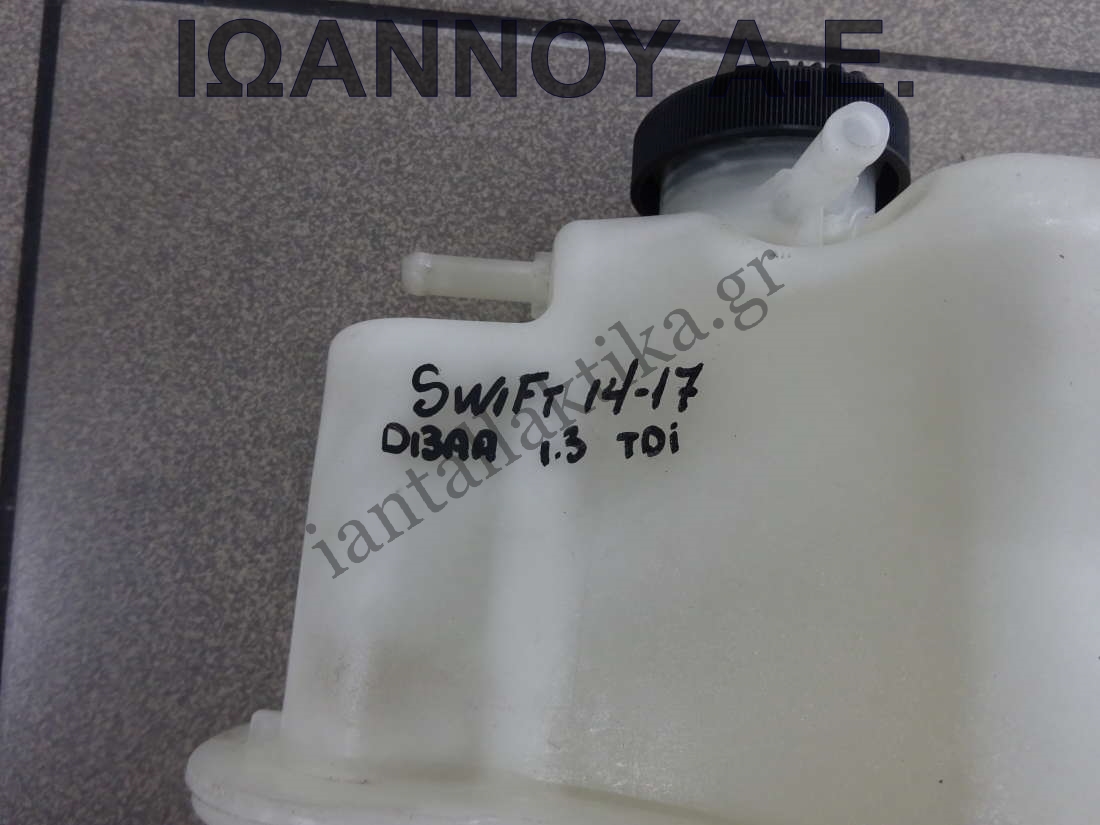 ΙΩΑΝΝΟΥ Α.Ε.
iantallaktika.gr
SWIFT 14-17
D13AA 1.3 TDi